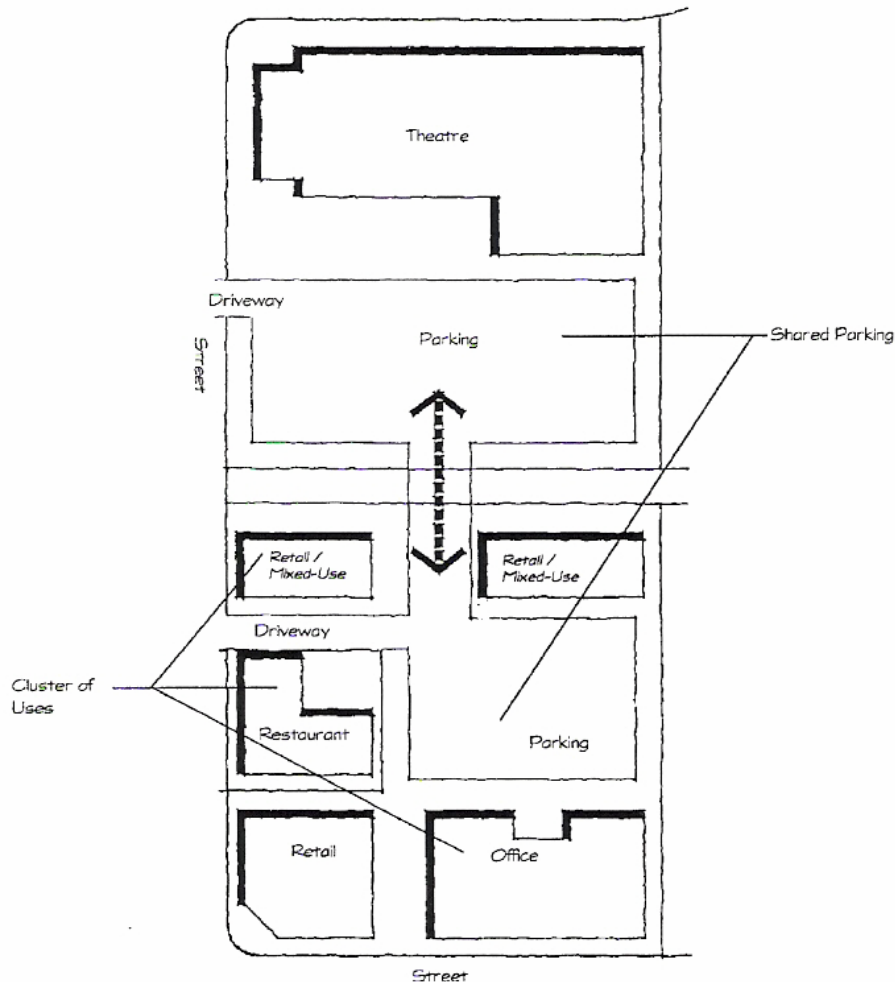 Theatre
Driveway
Street
Parking
Shared Parking
Retail /
Mixed-Use
Retail /
Mixed-Use
Driveway
Cluster of
Uses
Restaurant
Parking
Retail
Office
Street